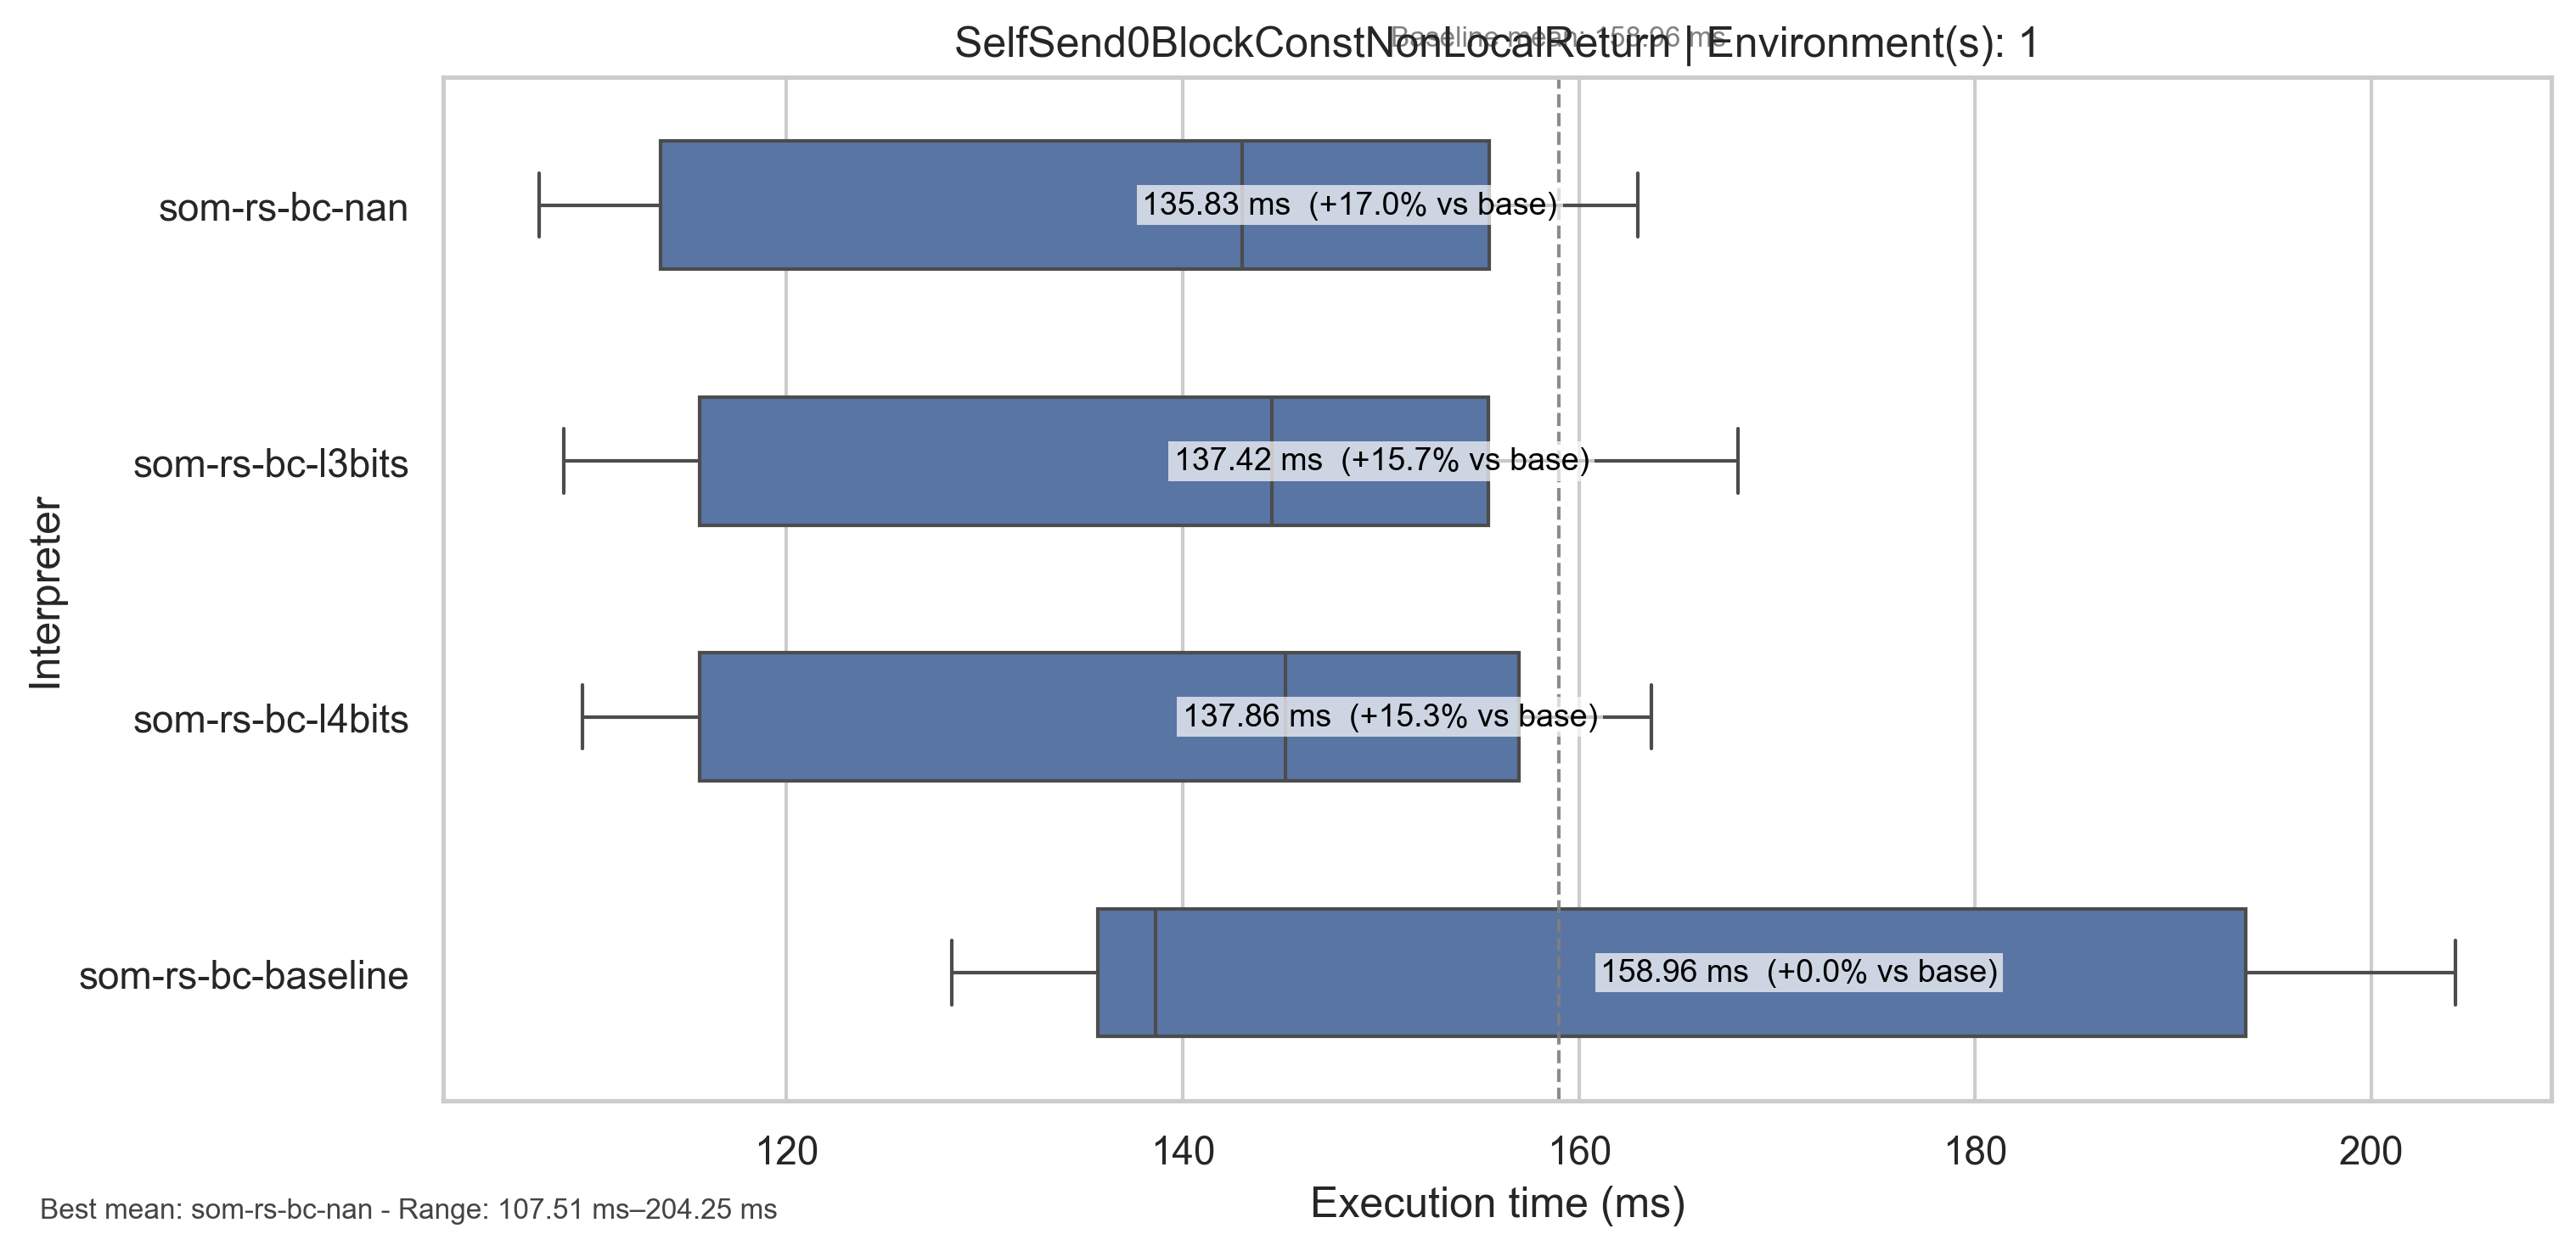 SelfSend0BlockConstNonLocalReturn | Environment(s): 1
Baseline mean: 158.96 ms
som-rs-bc-nan
135.83 ms (+17.0% vs base)
som-rs-bc-l3bits
137.42 ms (+15.7% vs base)
som-rs-bc-l4bits
137.86 ms (+15.3% vs base)
som-rs-bc-baseline
158.96 ms (+0.0% vs base)
Interpreter
120 140 160 180 200
Execution time (ms)
Best mean: som-rs-bc-nan - Range: 107.51 ms–204.25 ms